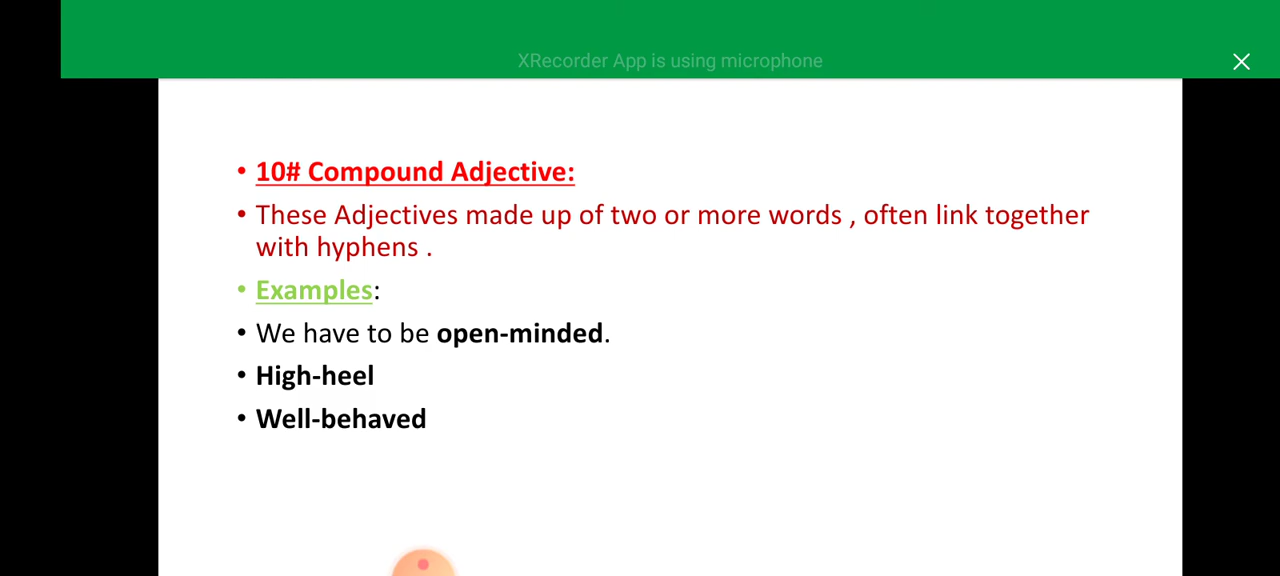 XRecorder App is using microphone
• 10# Compound Adjective:
• These Adjectives made up of two or more words , often link together
with hyphens .
• Examples:
• We have to be open-minded.
• High-heel
• Well-behaved